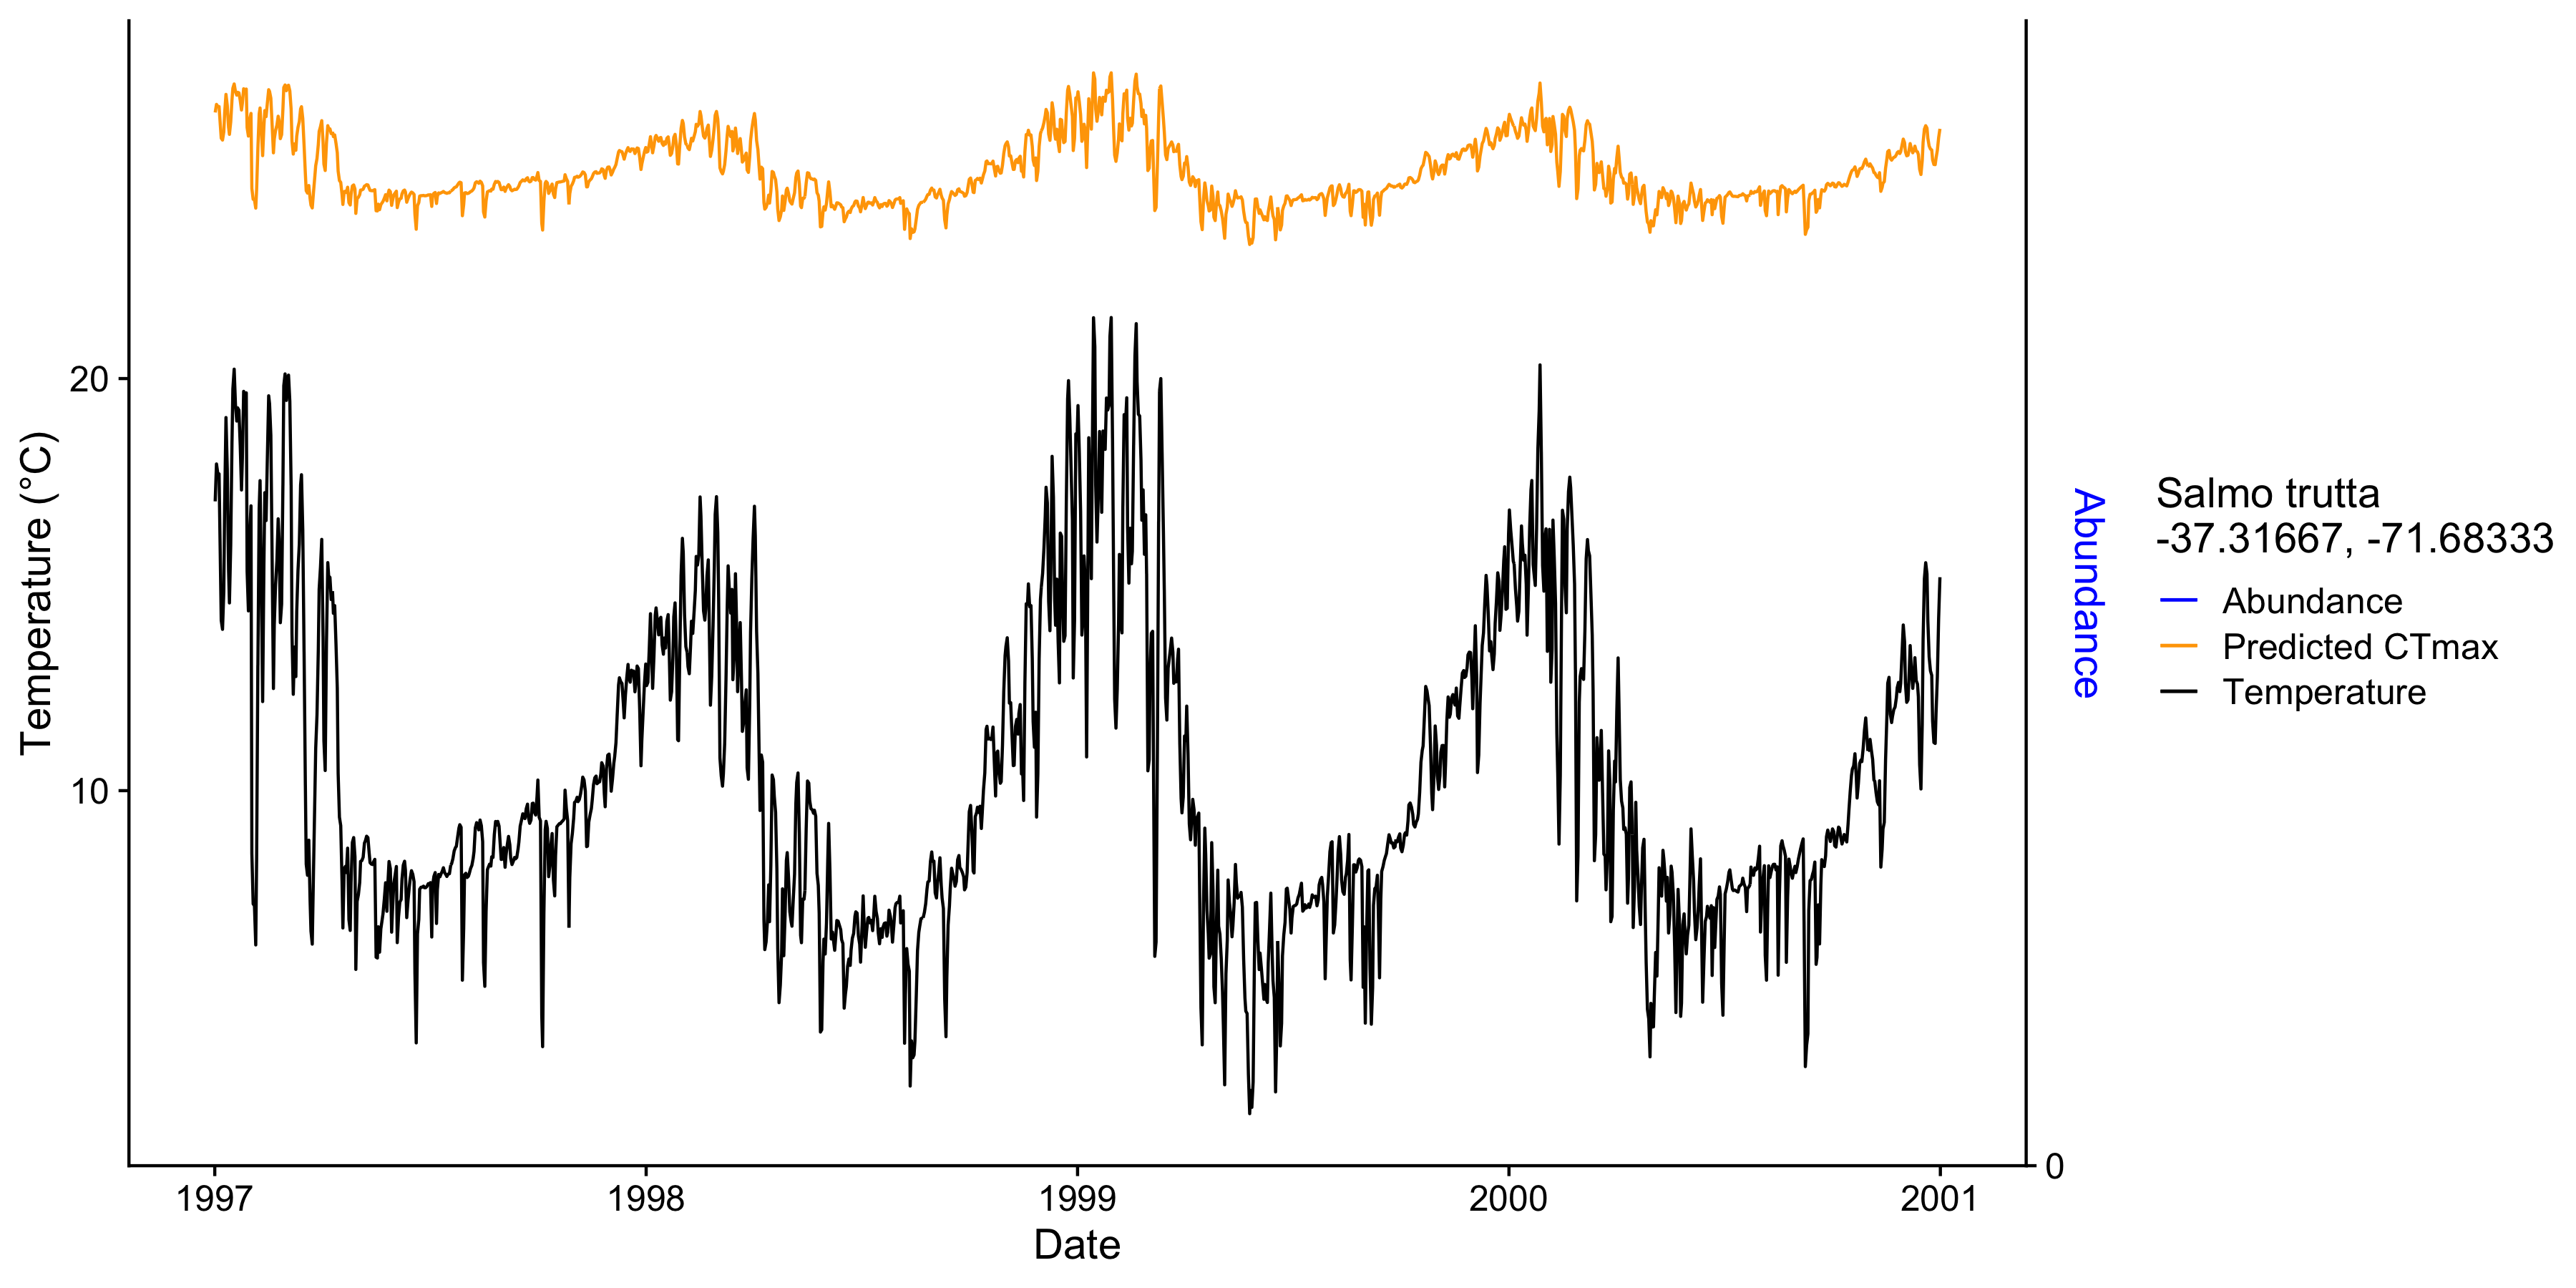 Temperature (°C)
20
10
1997
1998
1999
2000
2001
Date
0
Abundance
Salmo trutta
-37.31667, -71.68333
Abundance
Predicted CTmax
Temperature